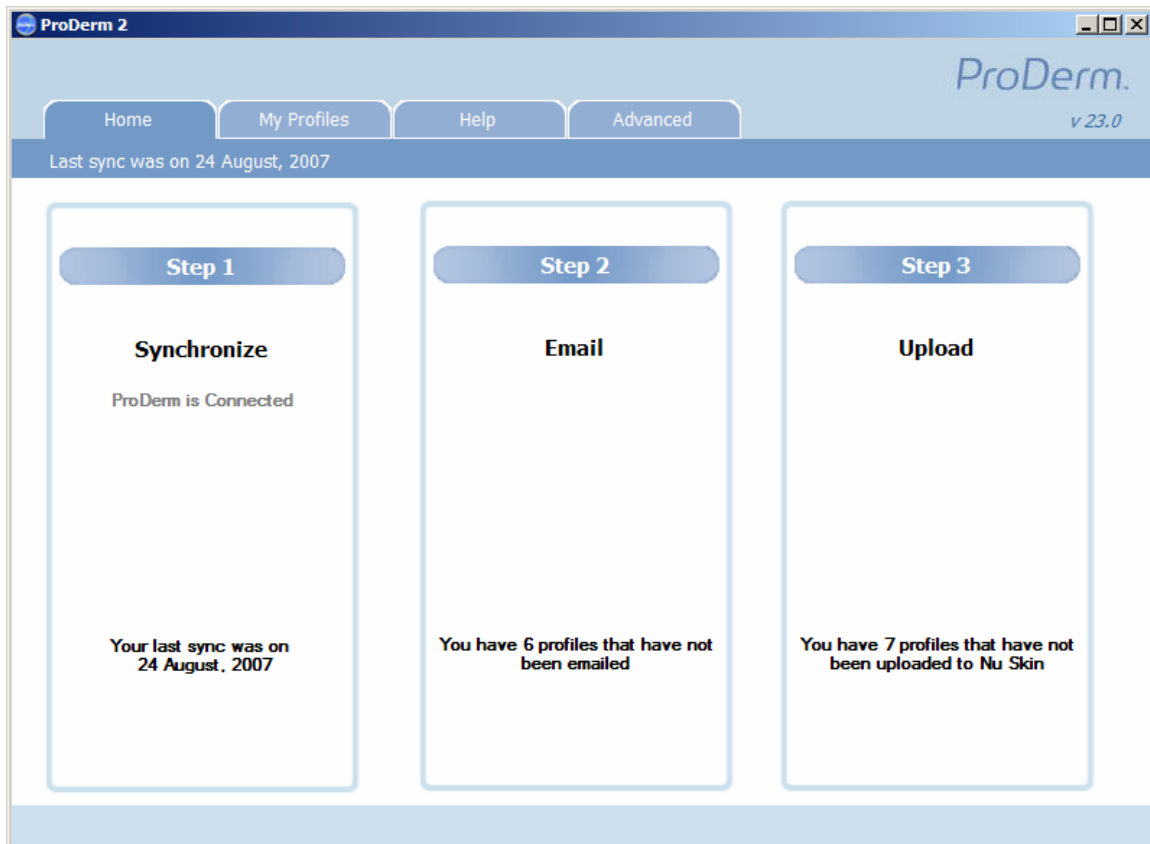 ProDerm 2
ProDerm.
Home
My Profiles
Help
Advanced
v 23.0
Last sync was on 24 August, 2007
Step 1
Synchronize
ProDerm is Connected
Your last sync was on
24 August, 2007
Step 2
Email
You have 6 profiles that have not
been emailed
Step 3
Upload
You have 7 profiles that have not
been uploaded to Nu Skin